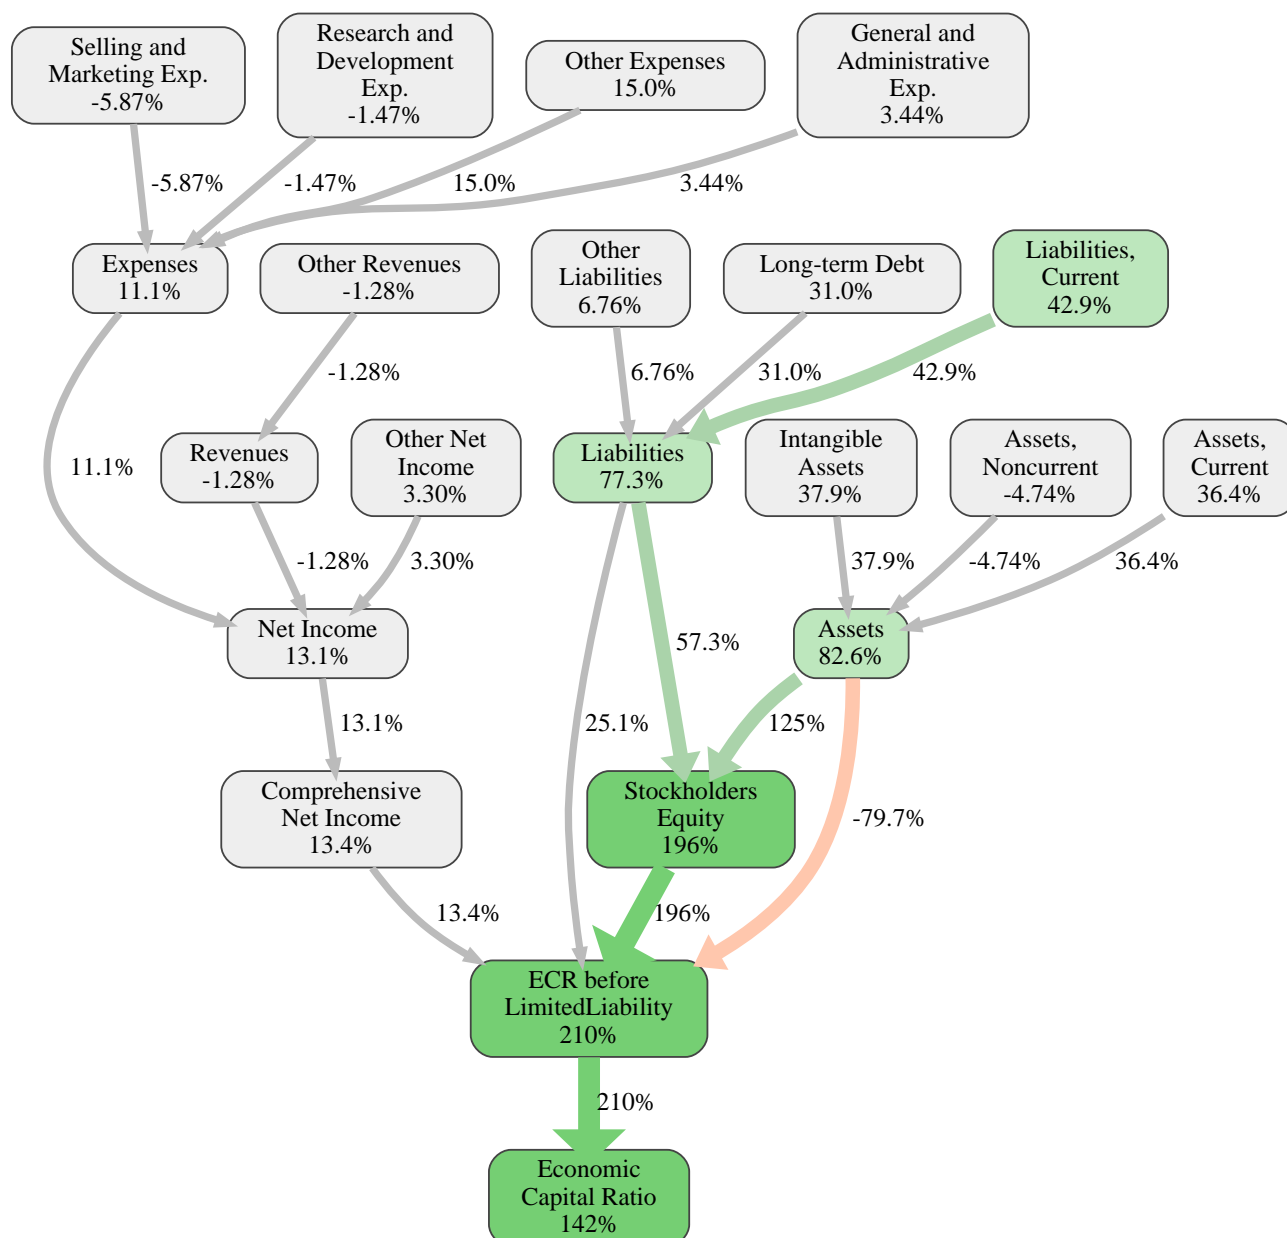 Selling and
Marketing Exp.
-5.87%
Research and
Development
Exp.
-1.47%
Other Expenses
15.0%
General and
Administrative
Exp.
3.44%
-5.87%
-1.47%
15.0%
3.44%
Expenses
11.1%
Other Revenues
-1.28%
Other
Liabilities
6.76%
Long-term Debt
31.0%
Liabilities,
Current
42.9%
-1.28%
6.76%
31.0%
42.9%
11.1%
Revenues
-1.28%
Other Net
Income
3.30%
Liabilities
77.3%
Intangible
Assets
37.9%
Assets,
Noncurrent
-4.74%
Assets,
Current
36.4%
-1.28%
3.30%
37.9%
-4.74%
36.4%
Net Income
13.1%
57.3%
Assets
82.6%
13.1%
25.1%
125%
Comprehensive
Net Income
13.4%
Stockholders
Equity
196%
-79.7%
13.4%
196%
ECR before
LimitedLiability
210%
210%
Economic
Capital Ratio
142%